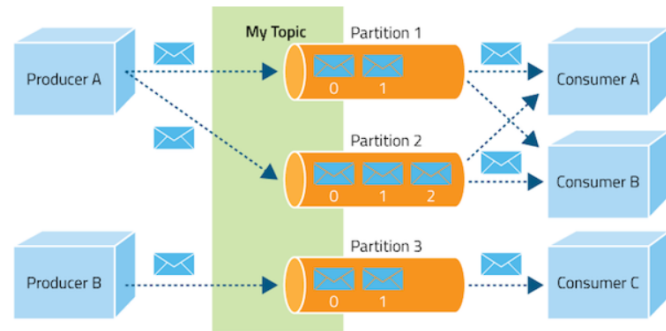 My Topic
Partition 1
Producer A
0 1
Consumer A
Partition 2
0 1 2
Consumer B
Partition 3
Producer B
0 1
Consumer C